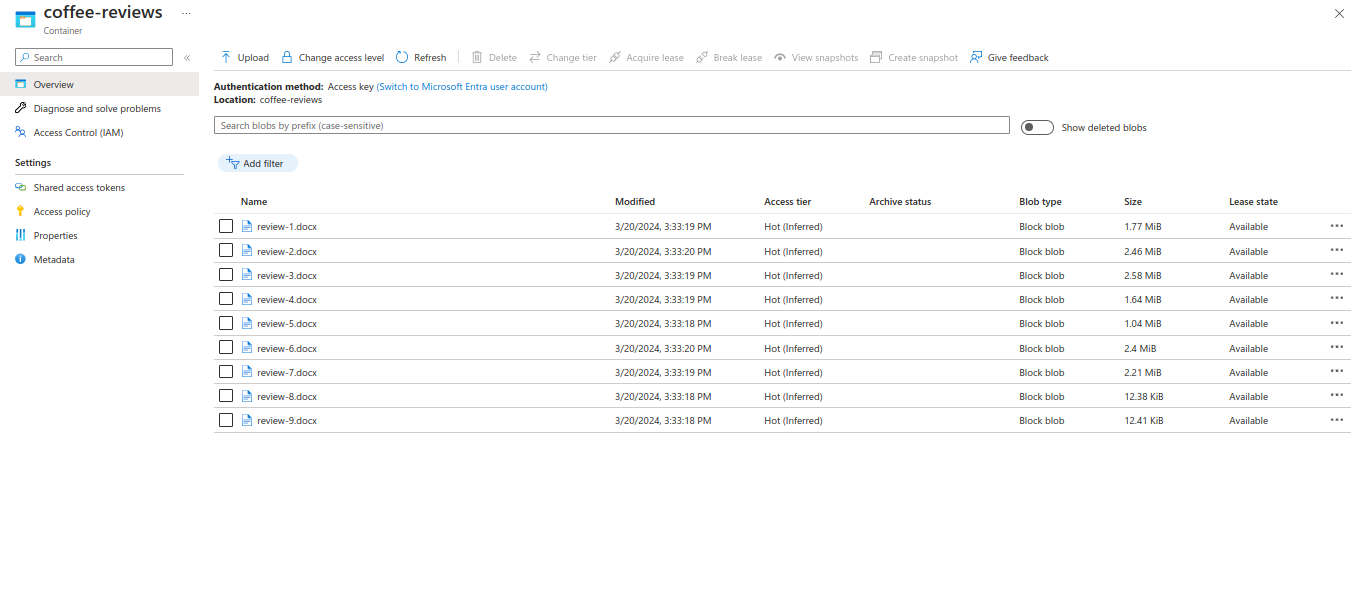 coffee-reviews ...
Container
Search «
Upload Change access level Refresh Delete Change tier Acquire lease Break lease View snapshots Create snapshot Give feedback
Overview
Diagnose and solve problems
Access Control (IAM)
Settings
Shared access tokens
Access policy
Properties
Metadata
Authentication method: Access key (Switch to Microsoft Entra user account)
Location: coffee-reviews
Search blobs by prefix (case-sensitive) Show deleted blobs
Add filter
Name Modified Access tier Archive status Blob type Size Lease state
review-1.docx 3/20/2024, 3:33:19 PM Hot (Inferred) Block blob 1.77 MiB Available ...
review-2.docx 3/20/2024, 3:33:20 PM Hot (Inferred) Block blob 2.46 MiB Available ...
review-3.docx 3/20/2024, 3:33:19 PM Hot (Inferred) Block blob 2.58 MiB Available ...
review-4.docx 3/20/2024, 3:33:19 PM Hot (Inferred) Block blob 1.64 MiB Available ...
review-5.docx 3/20/2024, 3:33:18 PM Hot (Inferred) Block blob 1.04 MiB Available ...
review-6.docx 3/20/2024, 3:33:20 PM Hot (Inferred) Block blob 2.4 MiB Available ...
review-7.docx 3/20/2024, 3:33:19 PM Hot (Inferred) Block blob 2.21 MiB Available ...
review-8.docx 3/20/2024, 3:33:18 PM Hot (Inferred) Block blob 12.38 KiB Available ...
review-9.docx 3/20/2024, 3:33:18 PM Hot (Inferred) Block blob 12.41 KiB Available ...